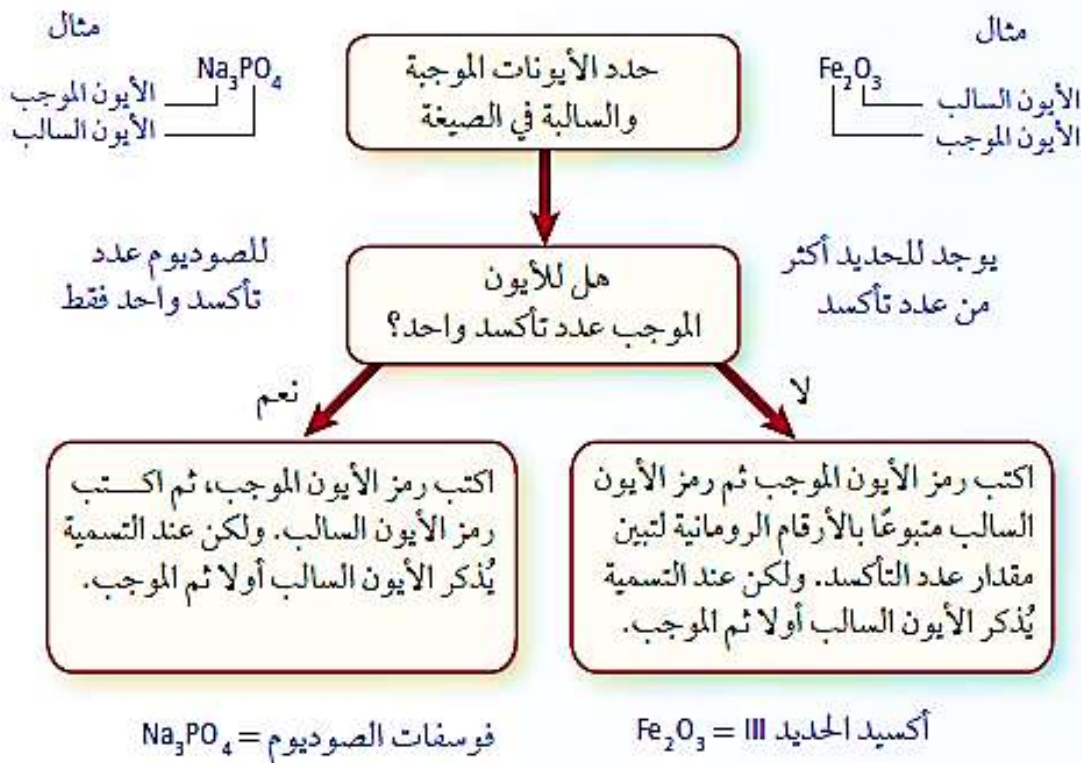 مثال
Fe₂O₃
الأيون السالب
الأيون الموجب
حدد الأيونات الموجبة
والسالبة في الصيغة
مثال
Na₃PO₄
الأيون الموجب
الأيون السالب
يوجد للحديد أكثر
من عدد تأكسد
هل للأيون
الموجب عدد تأكسد واحد؟
للصوديوم عدد
تأكسد واحد فقط
لا
نعم
اكتب رمز الأيون الموجب ثم رمز الأيون
السالب متبوعًا بالأرقام الرومانية لتبين
مقدار عدد التأكسد. ولكن عند التسمية
يُذكر الأيون السالب أولا ثم الموجب.
اكتب رمز الأيون الموجب، ثم اكتب
رمز الأيون السالب. ولكن عند التسمية
يُذكر الأيون السالب أولا ثم الموجب.
أكسيد الحديد III = Fe₂O₃
فوسفات الصوديوم = Na₃PO₄